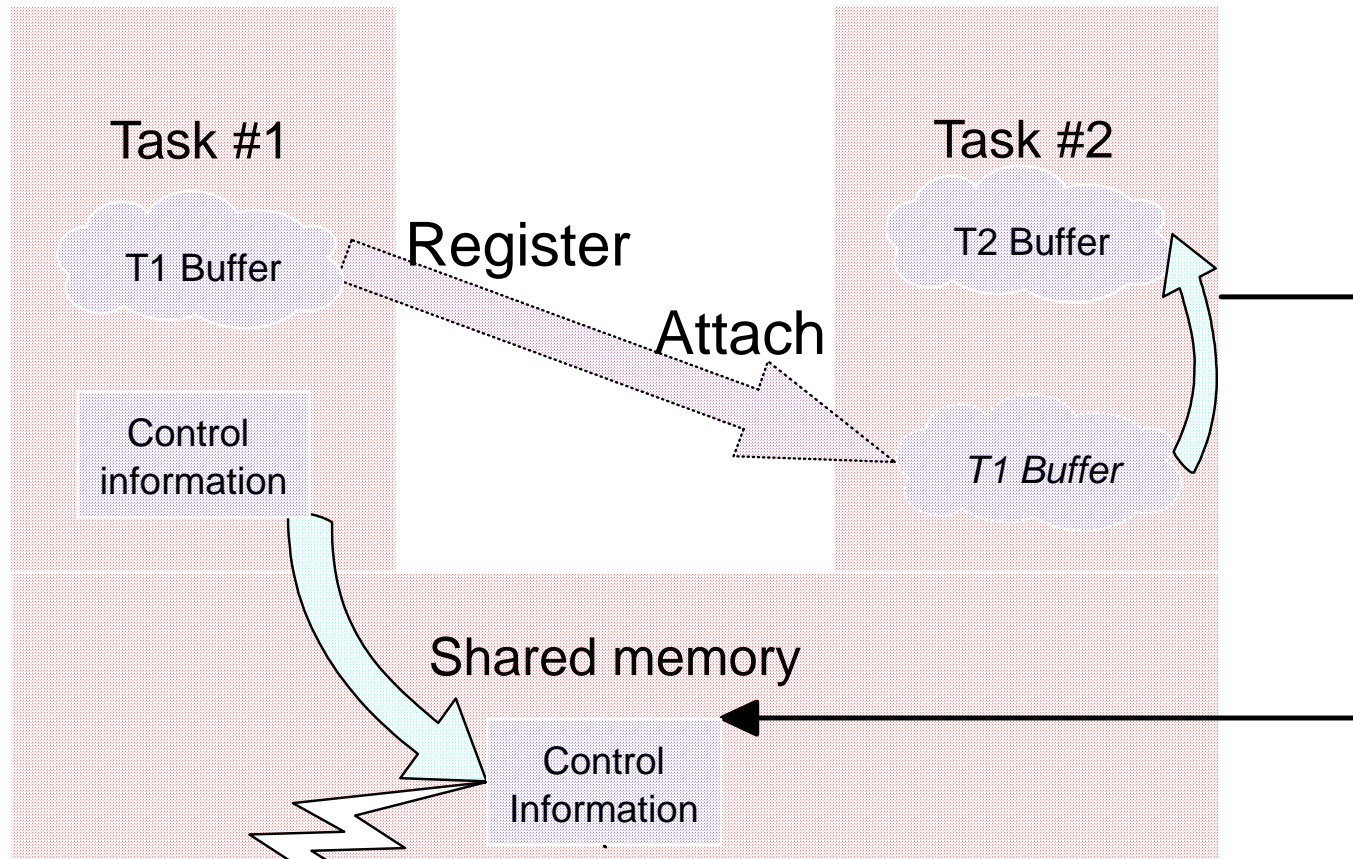 Task #1
Task #2
T1 Buffer
Register
T2 Buffer
Attach
Control
information
T1 Buffer
Shared memory
Control
Information